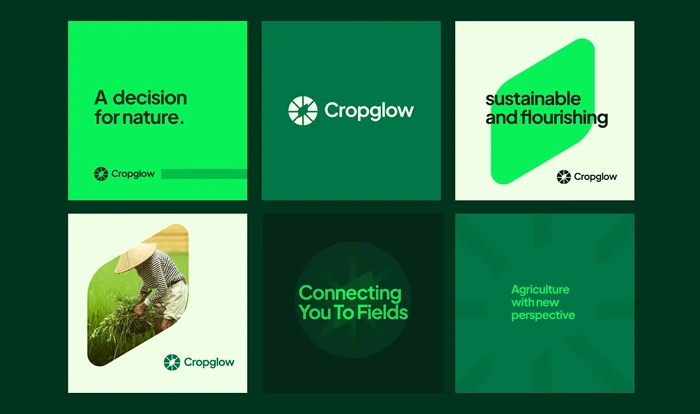 A decision
for nature.
Cropglow
Cropglow
sustainable
and flourishing
Cropglow
Cropglow
Connecting
You To Fields
Agriculture
with new
perspective